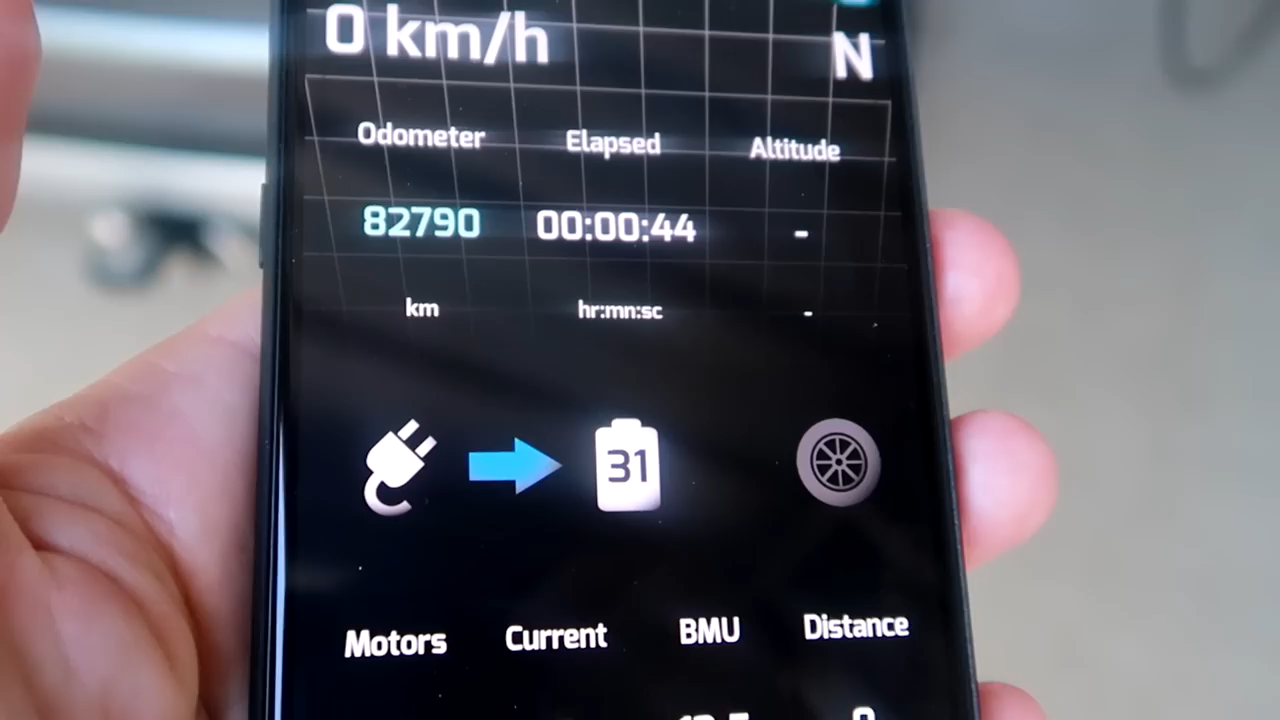 0 km/h N
Odometer Elapsed Altitude
82790 00:00:44 -
km hr:mn:sc -
31
Motors Current BMU Distance